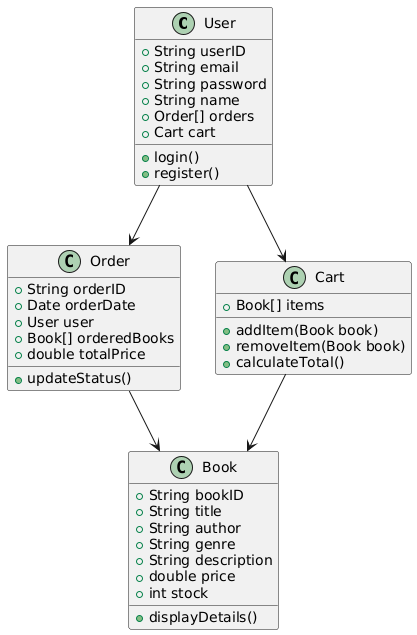 C User
String userID
String email
String password
String name
Order[] orders
Cart cart
login()
register()
C Order
String orderID
Date orderDate
User user
Book[] orderedBooks
double totalPrice
updateStatus()
C Cart
Book[] items
addItem(Book book)
removeItem(Book book)
calculateTotal()
C Book
String bookID
String title
String author
String genre
String description
double price
int stock
displayDetails()